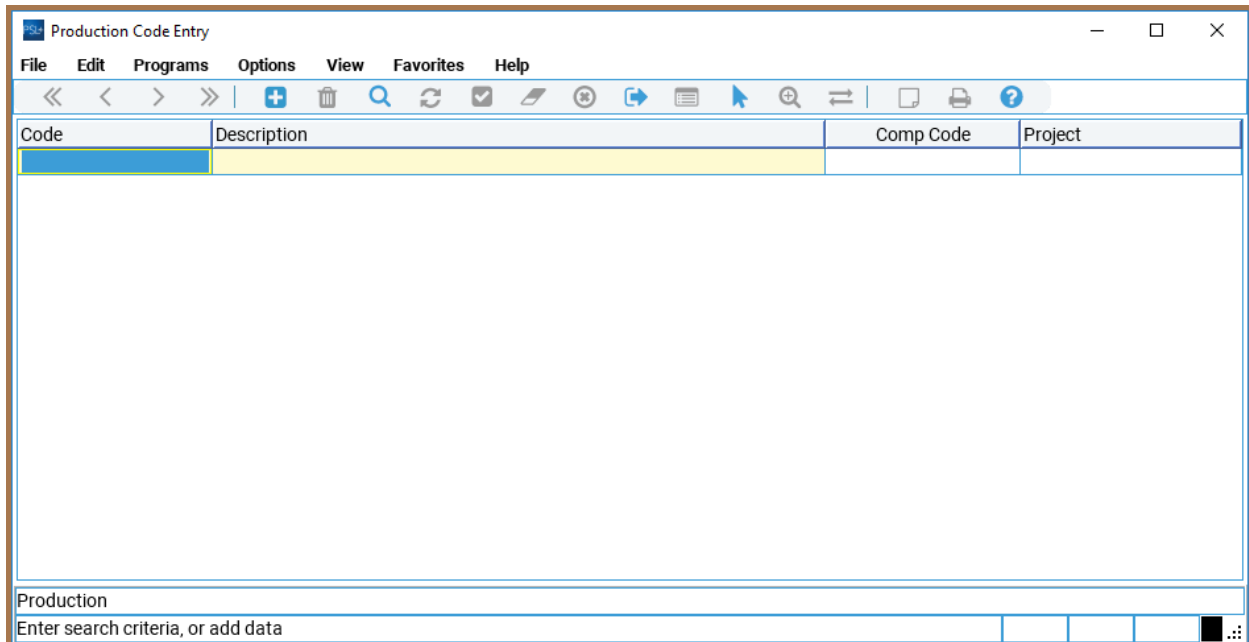 PSL+ Production Code Entry
File Edit Programs Options View Favorites Help
Code Description Comp Code Project
Production
Enter search criteria, or add data